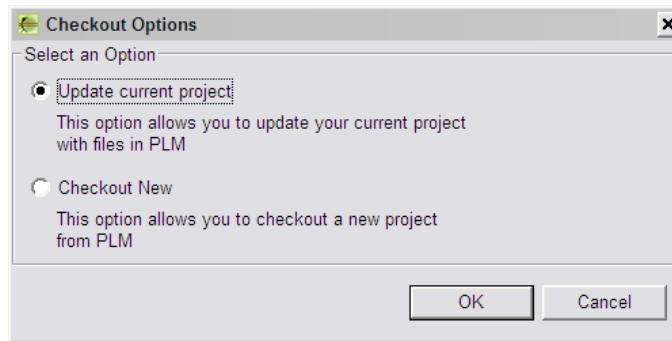 Checkout Options
Select an Option
Update current project
This option allows you to update your current project
with files in PLM
Checkout New
This option allows you to checkout a new project
from PLM
OK
Cancel